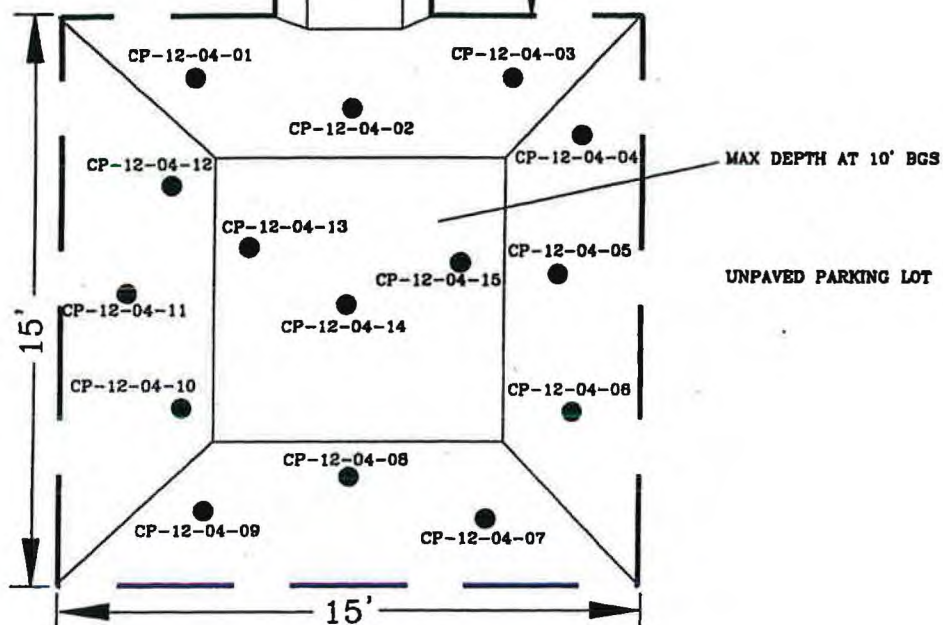 CP-12-04-01
CP-12-04-03
CP-12-04-02
CP-12-04-04
MAX DEPTH AT 10' BGS
CP-12-04-12
CP-12-04-13
CP-12-04-05
CP-12-04-15
UNPAVED PARKING LOT
CP-12-04-11
CP-12-04-14
15'
CP-12-04-10
CP-12-04-06
CP-12-04-08
CP-12-04-09
CP-12-04-07
15'